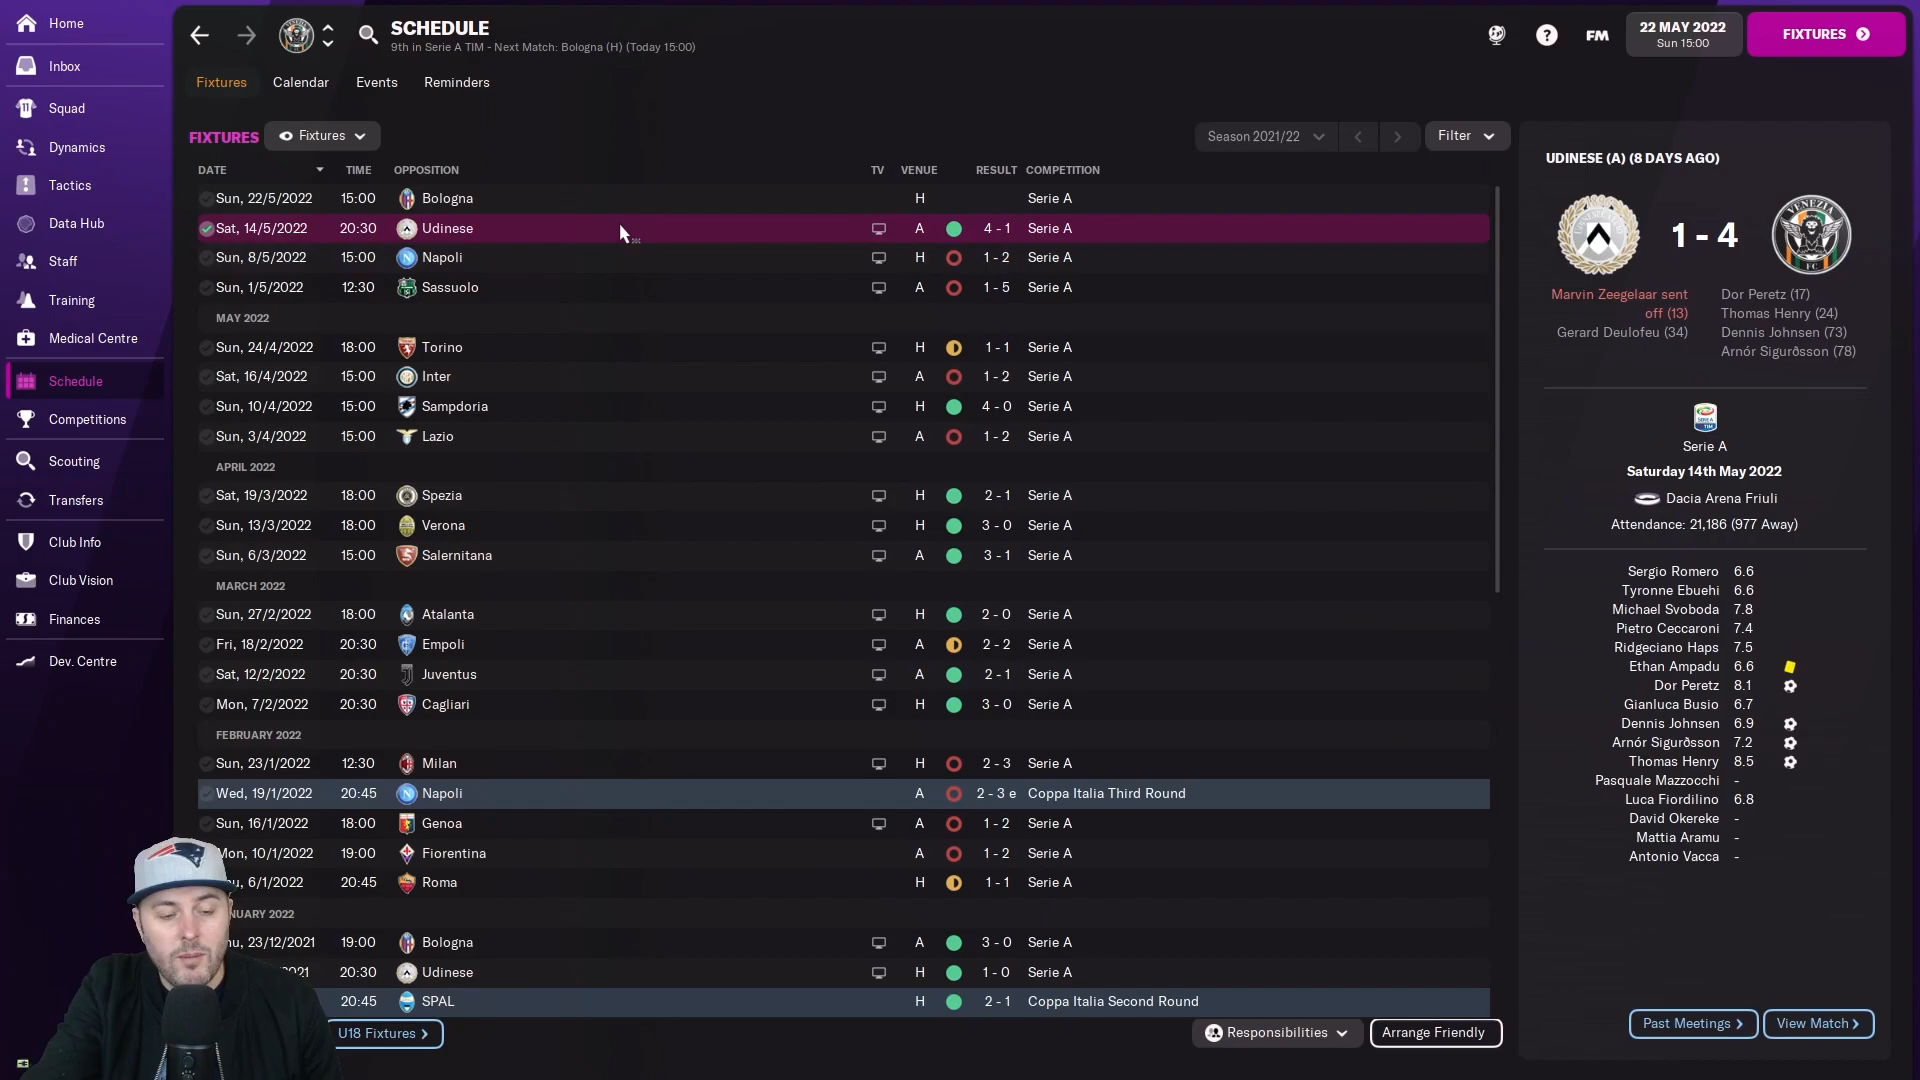 Home
Inbox
Squad
Dynamics
Tactics
Data Hub
Staff
Training
Medical Centre
Schedule
Competitions
Scouting
Transfers
Club Info
Club Vision
Finances
Dev. Centre
SCHEDULE
9th in Serie A TIM - Next Match: Bologna (H) (Today 15:00)
FM
22 MAY 2022
Sun 15:00
FIXTURES
Fixtures Calendar Events Reminders
FIXTURES Fixtures
Season 2021/22 Filter
DATE TIME OPPOSITION TV VENUE RESULT COMPETITION
Sun, 22/5/2022 15:00 Bologna H Serie A
Sat, 14/5/2022 20:30 Udinese A 4 - 1 Serie A
Sun, 8/5/2022 15:00 Napoli H 1 - 2 Serie A
Sun, 1/5/2022 12:30 Sassuolo A 1 - 5 Serie A
MAY 2022
Sun, 24/4/2022 18:00 Torino H 1 - 1 Serie A
Sat, 16/4/2022 15:00 Inter A 1 - 2 Serie A
Sun, 10/4/2022 15:00 Sampdoria H 4 - 0 Serie A
Sun, 3/4/2022 15:00 Lazio A 1 - 2 Serie A
APRIL 2022
Sat, 19/3/2022 18:00 Spezia H 2 - 1 Serie A
Sun, 13/3/2022 18:00 Verona H 3 - 0 Serie A
Sun, 6/3/2022 15:00 Salernitana A 3 - 1 Serie A
MARCH 2022
Sun, 27/2/2022 18:00 Atalanta H 2 - 0 Serie A
Fri, 18/2/2022 20:30 Empoli A 2 - 2 Serie A
Sat, 12/2/2022 20:30 Juventus A 2 - 1 Serie A
Mon, 7/2/2022 20:30 Cagliari H 3 - 0 Serie A
FEBRUARY 2022
Sun, 23/1/2022 12:30 Milan H 2 - 3 Serie A
Wed, 19/1/2022 20:45 Napoli A 2 - 3 e Coppa Italia Third Round
Sun, 16/1/2022 18:00 Genoa A 1 - 2 Serie A
Mon, 10/1/2022 19:00 Fiorentina A 1 - 2 Serie A
6/1/2022 20:45 Roma H 1 - 1 Serie A
2022
23/12/2021 19:00 Bologna A 3 - 0 Serie A
20:30 Udinese H 1 - 0 Serie A
20:45 SPAL H 2 - 1 Coppa Italia Second Round
U18 Fixtures Responsibilities Arrange Friendly
UDINESE (A) (8 DAYS AGO)
1 - 4
VENEZIA
FC
Marvin Zeegelaar sent off (13)
Gerard Deulofeu (34)
Dor Peretz (17)
Thomas Henry (24)
Dennis Johnsen (73)
Arnór Sigurðsson (78)
Serie A
Saturday 14th May 2022
Dacia Arena Friuli
Attendance: 21,186 (977 Away)
Sergio Romero 6.6
Tyronne Ebuehi 6.6
Michael Svoboda 7.8
Pietro Ceccaroni 7.4
Ridgeciano Haps 7.5
Ethan Ampadu 6.6
Dor Peretz 8.1
Gianluca Busio 6.7
Dennis Johnsen 6.9
Arnór Sigurðsson 7.2
Thomas Henry 8.5
Pasquale Mazzocchi -
Luca Fiordilino 6.8
David Okereke -
Mattia Aramu -
Antonio Vacca -
Past Meetings View Match